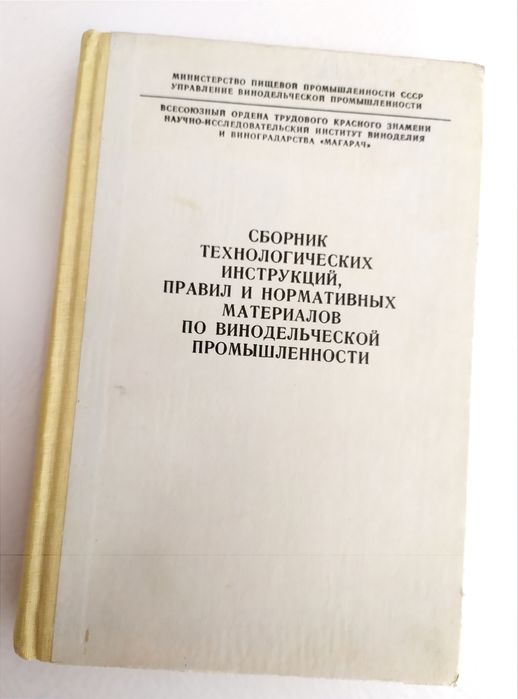 МИНИСТЕРСТВО ПИЩЕВОЙ ПРОМЫШЛЕННОСТИ СССР
УПРАВЛЕНИЕ ВИНОДЕЛЬЧЕСКОЙ ПРОМЫШЛЕННОСТИ
ВСЕСОЮЗНЫЙ ОРДЕНА ТРУДОВОГО КРАСНОГО ЗНАМЕНИ
НАУЧНО-ИССЛЕДОВАТЕЛЬСКИЙ ИНСТИТУТ ВИНОДЕЛИЯ
И ВИНОГРАДАРСТВА «МАГАРАЧ»
СБОРНИК
ТЕХНОЛОГИЧЕСКИХ
ИНСТРУКЦИЙ,
ПРАВИЛ И НОРМАТИВНЫХ
МАТЕРИАЛОВ
ПО ВИНОДЕЛЬЧЕСКОЙ
ПРОМЫШЛЕННОСТИ